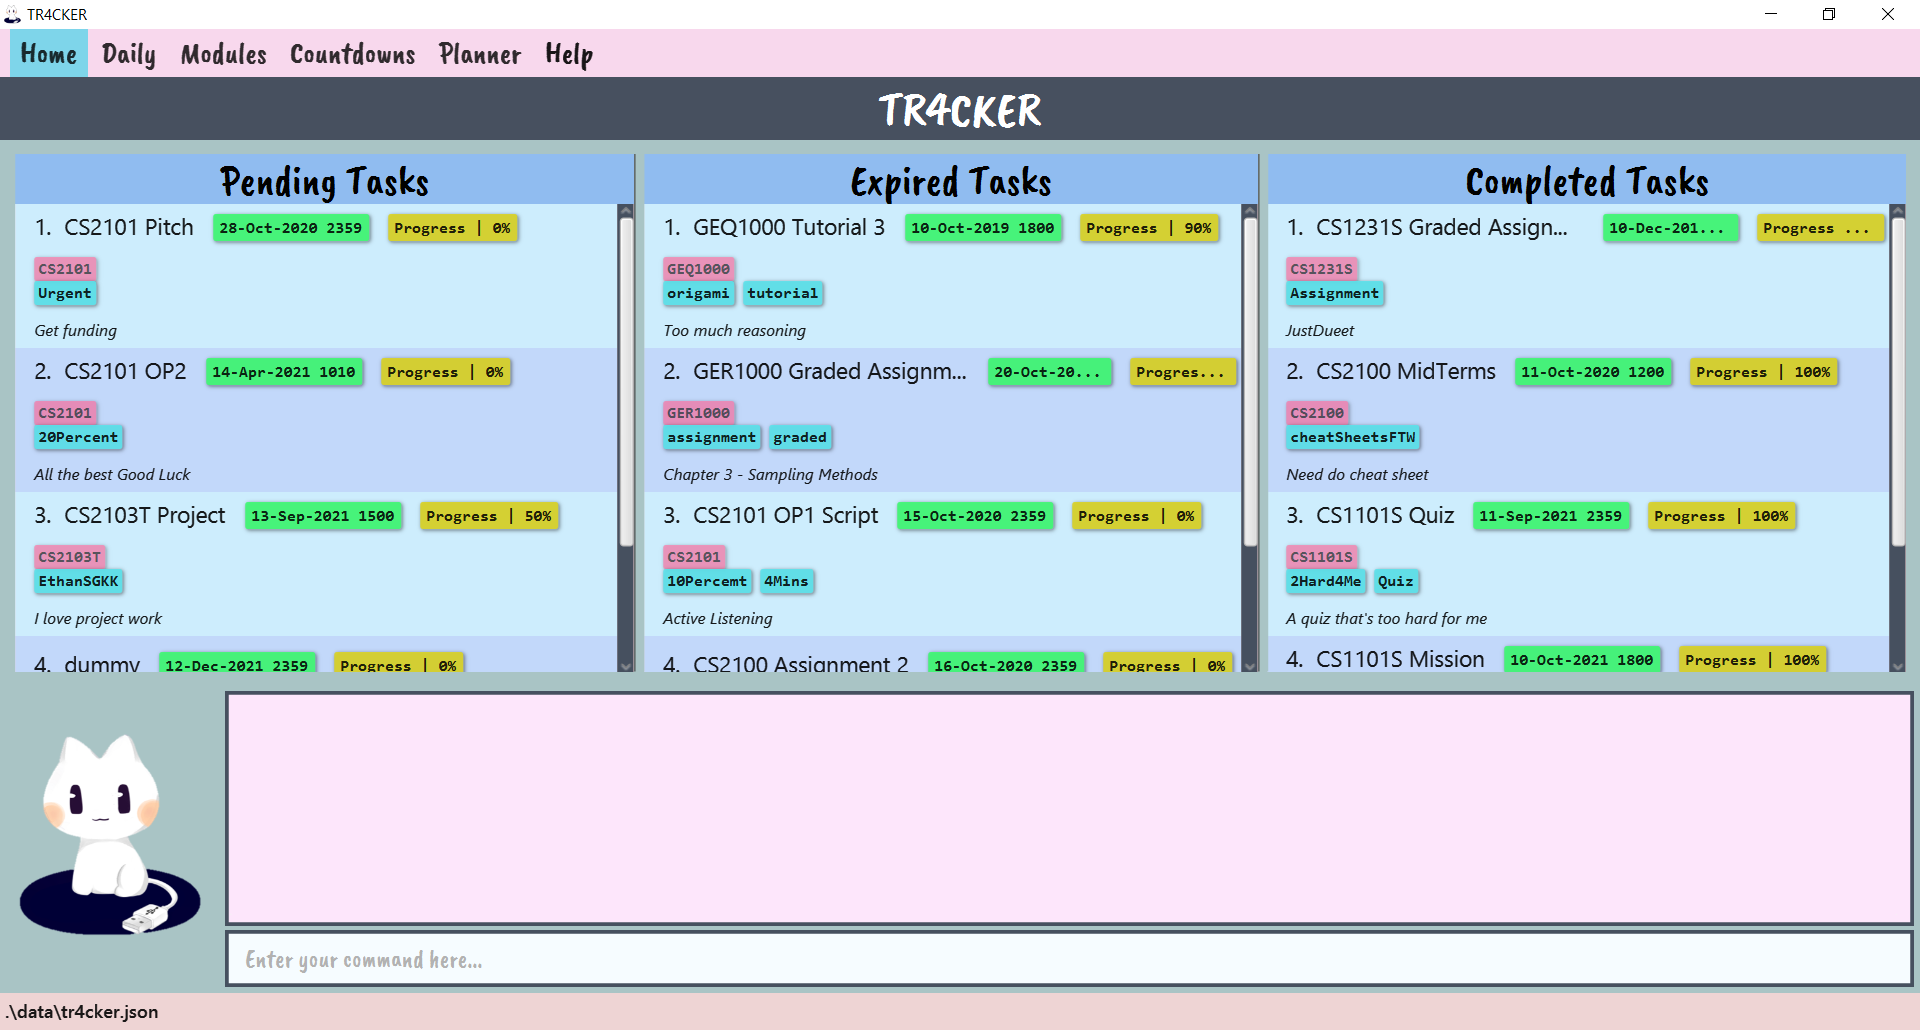 TR4CKER
Home Daily Modules Countdowns Planner Help
TR4CKER
Pending Tasks
1. CS2101 Pitch 28-Oct-2020 2359 Progress | 0%
CS2101
Urgent
Get funding
2. CS2101 OP2 14-Apr-2021 1010 Progress | 0%
CS2101
20Percent
All the best Good Luck
3. CS2103T Project 13-Sep-2021 1500 Progress | 50%
CS2103T
EthanSGKK
I love project work
4. dummy 12-Dec-2021 2359 Progress | 0%
Expired Tasks
1. GEQ1000 Tutorial 3 10-Oct-2019 1800 Progress | 90%
GEQ1000
origami tutorial
Too much reasoning
2. GER1000 Graded Assignm... 20-Oct-20... Progres...
GER1000
assignment graded
Chapter 3 - Sampling Methods
3. CS2101 OP1 Script 15-Oct-2020 2359 Progress | 0%
CS2101
10Percemt 4Mins
Active Listening
4. CS2100 Assignment 2 16-Oct-2020 2359 Progress | 0%
Completed Tasks
1. CS1231S Graded Assign... 10-Dec-201... Progress ...
CS1231S
Assignment
JustDueet
2. CS2100 MidTerms 11-Oct-2020 1200 Progress | 100%
CS2100
cheatSheetsFTW
Need do cheat sheet
3. CS1101S Quiz 11-Sep-2021 2359 Progress | 100%
CS1101S
2Hard4Me Quiz
A quiz that's too hard for me
4. CS1101S Mission 10-Oct-2021 1800 Progress | 100%
Enter your command here...
.\data\tr4cker.json